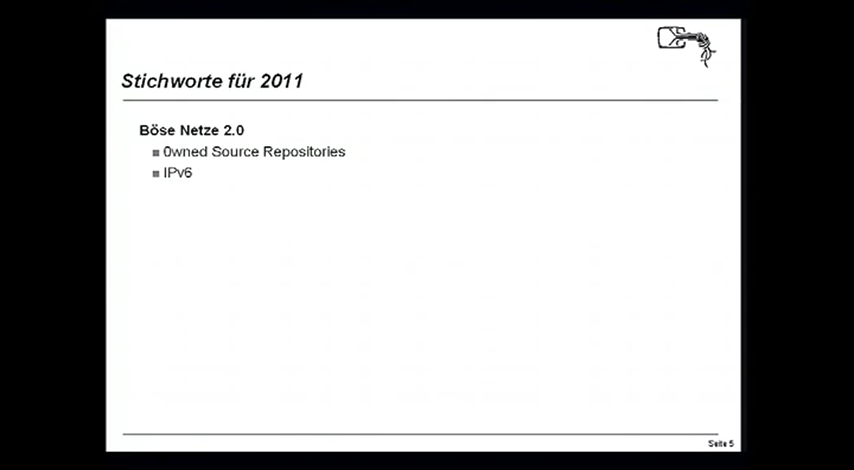 Stichworte für 2011
Böse Netze 2.0
0wned Source Repositories
IPv6
Seite 5